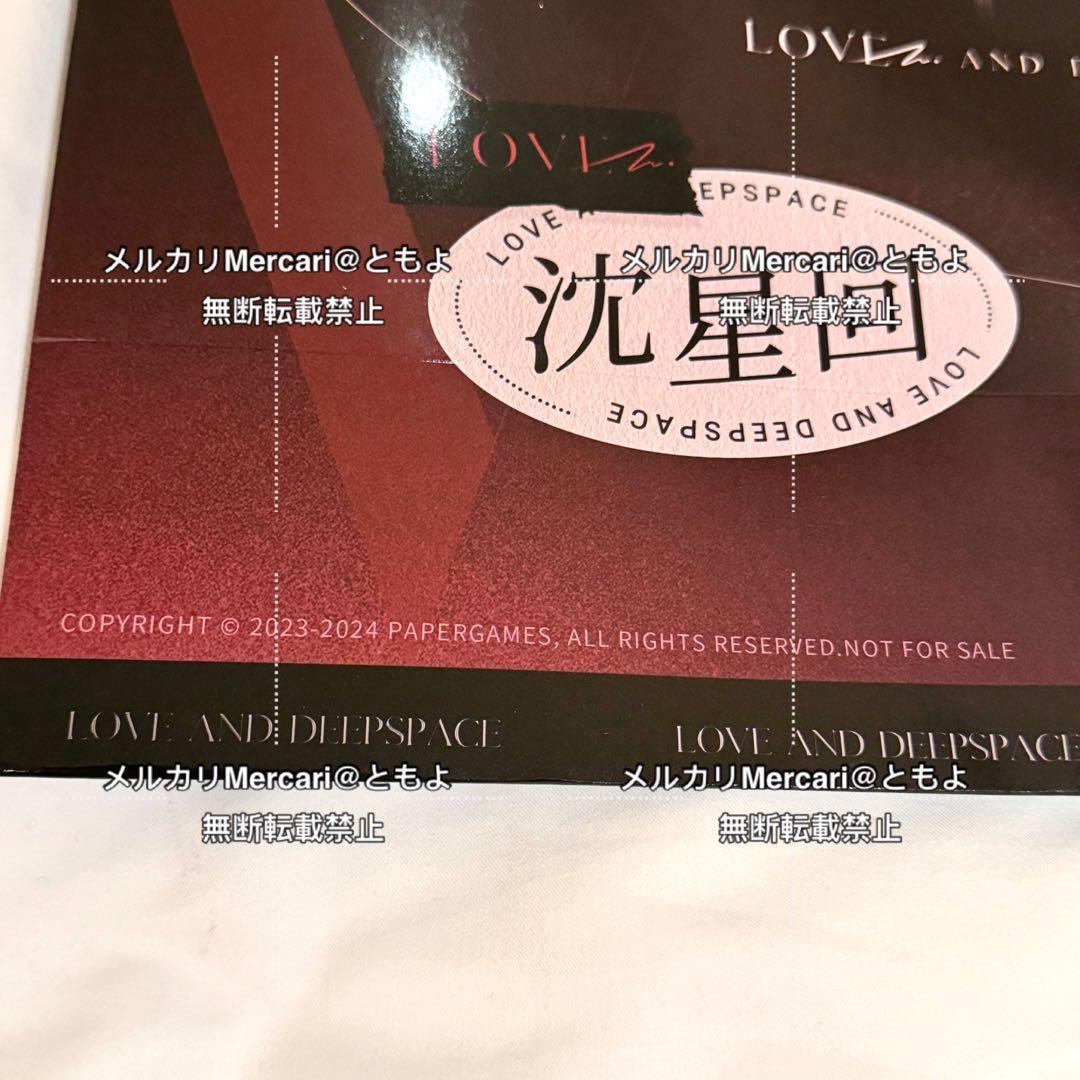 LOVE AND
LOVE
LOVE EPSPACE
メルカリMercari@ともよ メルカリMercari@ともよ
無断転載禁止 無断転載禁止
沈星回
LOVE AND DEEPSPACE
COPYRIGHT © 2023-2024 PAPERGAMES, ALL RIGHTS RESERVED.NOT FOR SALE
LOVE AND DEEPSPACE LOVE AND DEEPSPACE
メルカリMercari@ともよ メルカリMercari@ともよ
無断転載禁止 無断転載禁止